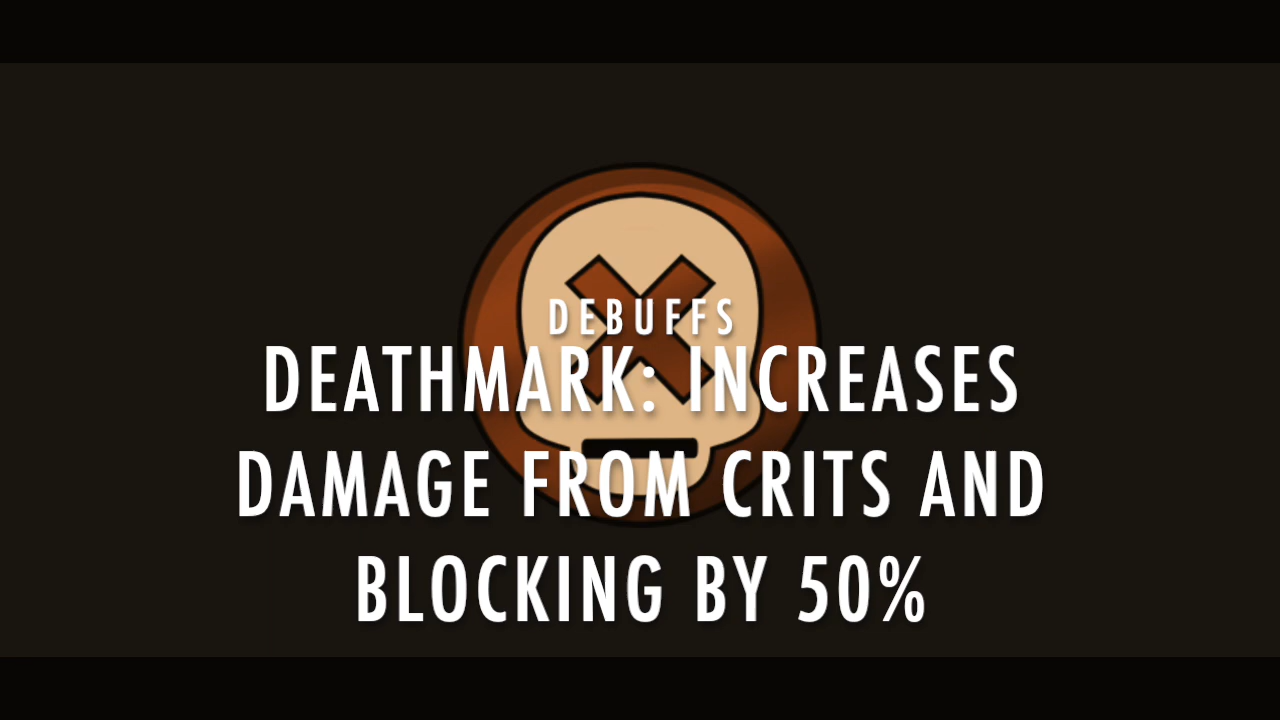 DEBUFFS
DEATHMARK: INCREASES
DAMAGE FROM CRITS AND
BLOCKING BY 50%